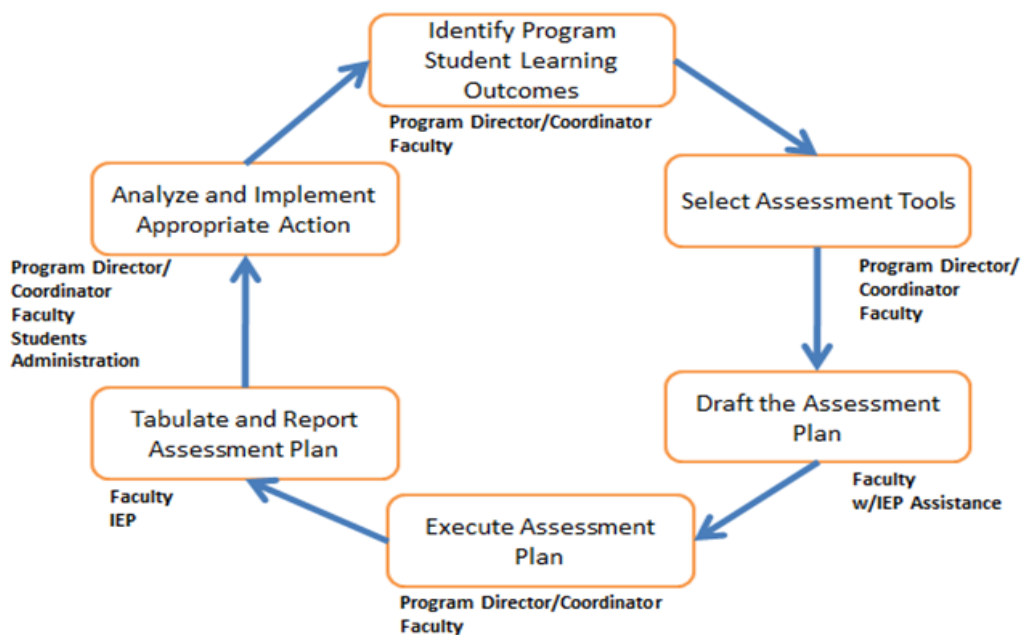 Identify Program
Student Learning
Outcomes
Program Director/Coordinator
Faculty
Select Assessment Tools
Program Director/
Coordinator
Faculty
Draft the Assessment
Plan
Faculty
w/IEP Assistance
Execute Assessment
Plan
Program Director/Coordinator
Faculty
Tabulate and Report
Assessment Plan
Faculty
IEP
Analyze and Implement
Appropriate Action
Program Director/
Coordinator
Faculty
Students
Administration